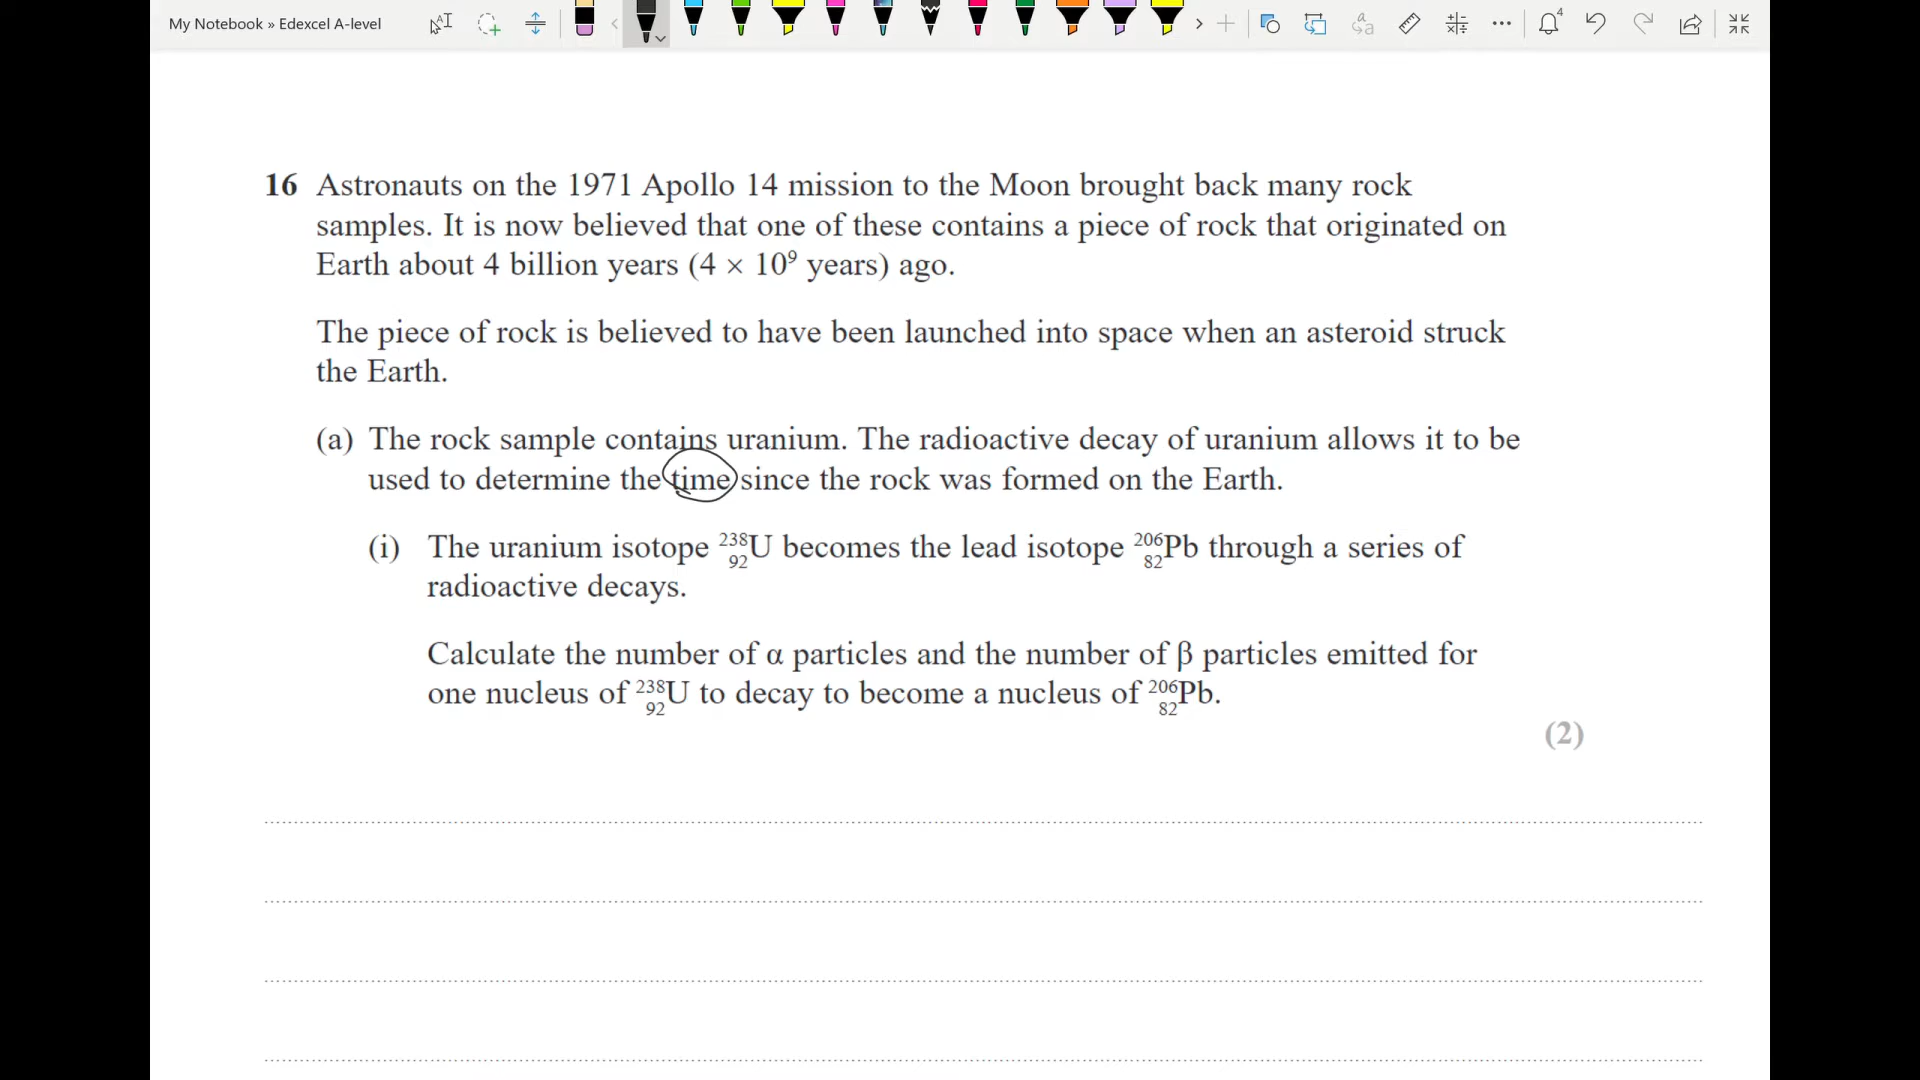 My Notebook » Edexcel A-level
16 Astronauts on the 1971 Apollo 14 mission to the Moon brought back many rock
samples. It is now believed that one of these contains a piece of rock that originated on
Earth about 4 billion years (4 × 10⁹ years) ago.
The piece of rock is believed to have been launched into space when an asteroid struck
the Earth.
(a) The rock sample contains uranium. The radioactive decay of uranium allows it to be
used to determine the time since the rock was formed on the Earth.
(i) The uranium isotope ²³⁸₉₂U becomes the lead isotope ²⁰⁶₈₂Pb through a series of
radioactive decays.
Calculate the number of α particles and the number of β particles emitted for
one nucleus of ²³⁸₉₂U to decay to become a nucleus of ²⁰⁶₈₂Pb.
(2)